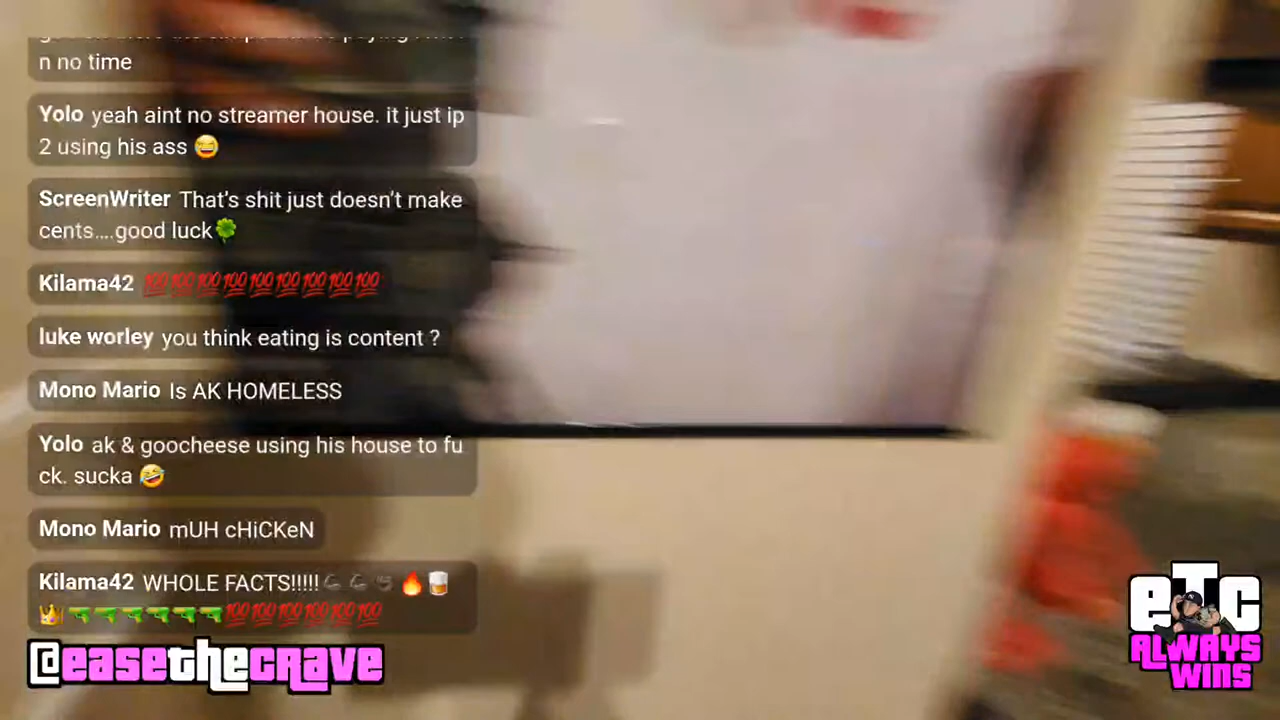 n no time
Yolo yeah aint no streamer house. it just ip
2 using his ass 😂
ScreenWriter That's shit just doesn't make
cents....good luck🍀
Kilama42 💯💯💯💯💯💯💯💯💯
luke worley you think eating is content ?
Mono Mario Is AK HOMELESS
Yolo ak & goocheese using his house to fu
ck. sucka 🤣
Mono Mario mUH cHiCKeN
Kilama42 WHOLE FACTS!!!!!
@easethecrave
eTC
ALWAYS
WINS